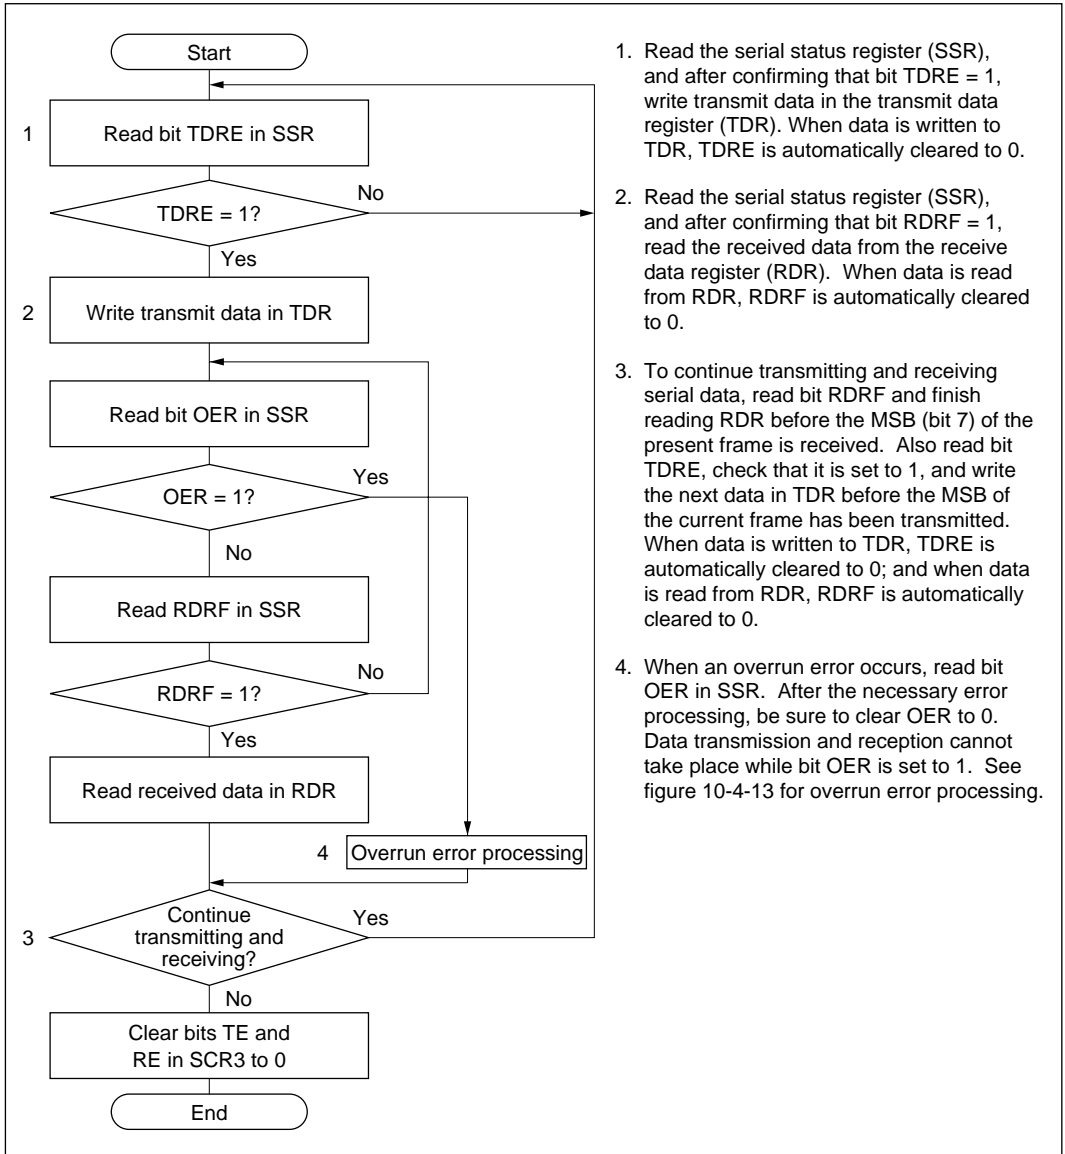 Start
1
Read bit TDRE in SSR
TDRE = 1?
No
Yes
2
Write transmit data in TDR
Read bit OER in SSR
OER = 1?
Yes
No
Read RDRF in SSR
RDRF = 1?
No
Yes
Read received data in RDR
4
Overrun error processing
3
Continue
transmitting and
receiving?
Yes
No
Clear bits TE and
RE in SCR3 to 0
End
1. Read the serial status register (SSR),
and after confirming that bit TDRE = 1,
write transmit data in the transmit data
register (TDR). When data is written to
TDR, TDRE is automatically cleared to 0.
2. Read the serial status register (SSR),
and after confirming that bit RDRF = 1,
read the received data from the receive
data register (RDR). When data is read
from RDR, RDRF is automatically cleared
to 0.
3. To continue transmitting and receiving
serial data, read bit RDRF and finish
reading RDR before the MSB (bit 7) of the
present frame is received. Also read bit
TDRE, check that it is set to 1, and write
the next data in TDR before the MSB of
the current frame has been transmitted.
When data is written to TDR, TDRE is
automatically cleared to 0; and when data
is read from RDR, RDRF is automatically
cleared to 0.
4. When an overrun error occurs, read bit
OER in SSR. After the necessary error
processing, be sure to clear OER to 0.
Data transmission and reception cannot
take place while bit OER is set to 1. See
figure 10-4-13 for overrun error processing.